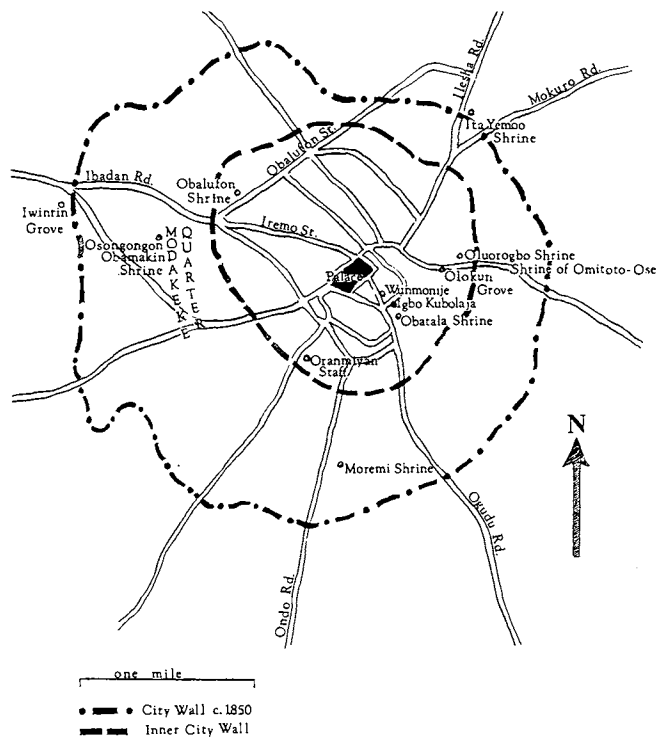 Ilesha Rd.
Mokuro Rd.
Ita Yemoo
Shrine
Obalufon St.
Ibadan Rd.
Obalufon
Shrine
Iwinrin
Grove
Iremo St.
Osongongon
Obamakin
Shrine
MODAKEKE
QUARTER
Oluorogbo Shrine
Shrine of Omitoto-Ose
Olokun
Grove
Palace
Wunmonije
Igbo Kubolaja
Obatala Shrine
Oranmiyan
Staff
Moremi Shrine
N
Ogudu Rd.
Ondo Rd.
one mile
City Wall c.1850
Inner City Wall